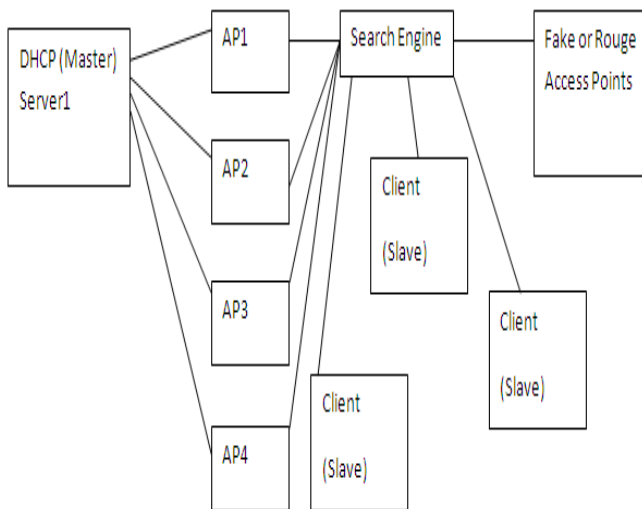 DHCP (Master)
Server1
AP1
AP2
AP3
AP4
Search Engine
Fake or Rouge
Access Points
Client
(Slave)
Client
(Slave)
Client
(Slave)